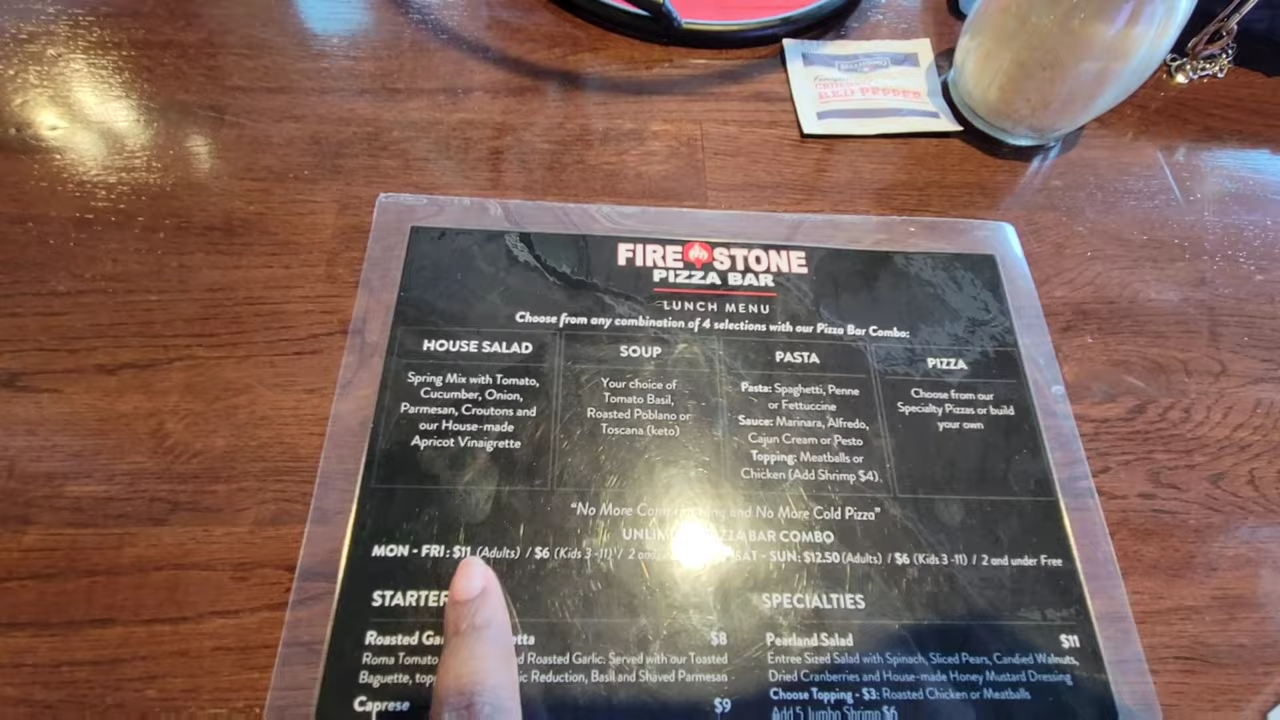 RED PEPPER
FIRE STONE
PIZZA BAR
LUNCH MENU
Choose from any combination of 4 selections with our Pizza Bar Combo:
HOUSE SALAD
Spring Mix with Tomato,
Cucumber, Onion,
Parmesan, Croutons and
our House-made
Apricot Vinaigrette
SOUP
Your choice of
Tomato Basil,
Roasted Poblano or
Toscana (keto)
PASTA
Pasta: Spaghetti, Penne
or Fettuccine
Sauce: Marinara, Alfredo,
Cajun Cream or Pesto
Topping: Meatballs or
Chicken (Add Shrimp $4)
PIZZA
Choose from our
Specialty Pizzas or build
your own
"No More and No More Cold Pizza"
BAR COMBO
MON - FRI: $11 (Adults) / $6 (Kids 3-11) / 2 SAT - SUN: $12.50 (Adults) / $6 (Kids 3-11) / 2 and under Free
STARTER
Roasted $8
Roma Tomato Roasted Garlic. Served with our Toasted
Baguette, Reduction, Basil and Shaved Parmesan
Caprese $9
SPECIALTIES
Pearland Salad $11
Entree Sized Salad with Spinach, Sliced Pears, Candied Walnuts,
Dried Cranberries and House-made Honey Mustard Dressing
Choose Topping - $3: Roasted Chicken or Meatballs
Add 5 Jumbo Shrimp $6